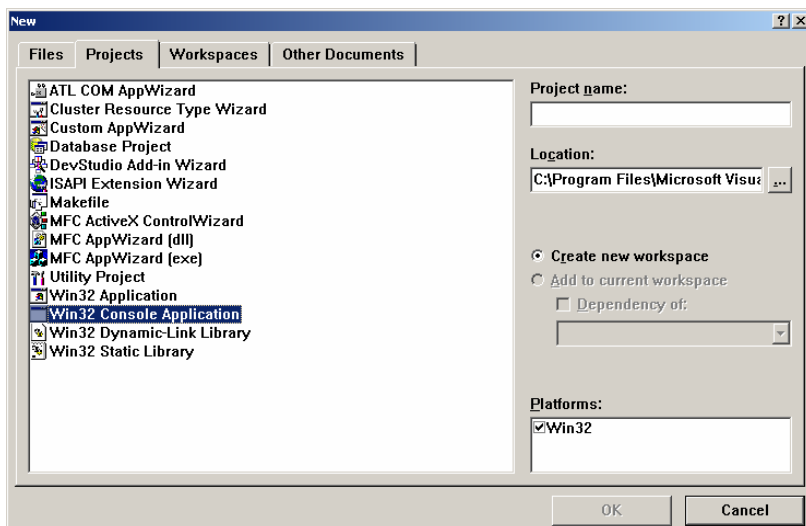 New
Files Projects Workspaces Other Documents
ATL COM AppWizard
Cluster Resource Type Wizard
Custom AppWizard
Database Project
DevStudio Add-in Wizard
ISAPI Extension Wizard
Makefile
MFC ActiveX ControlWizard
MFC AppWizard (dll)
MFC AppWizard (exe)
Utility Project
Win32 Application
Win32 Console Application
Win32 Dynamic-Link Library
Win32 Static Library
Project name:
Location:
C:\Program Files\Microsoft Visua ...
Create new workspace
Add to current workspace
Dependency of:
Platforms:
Win32
OK Cancel